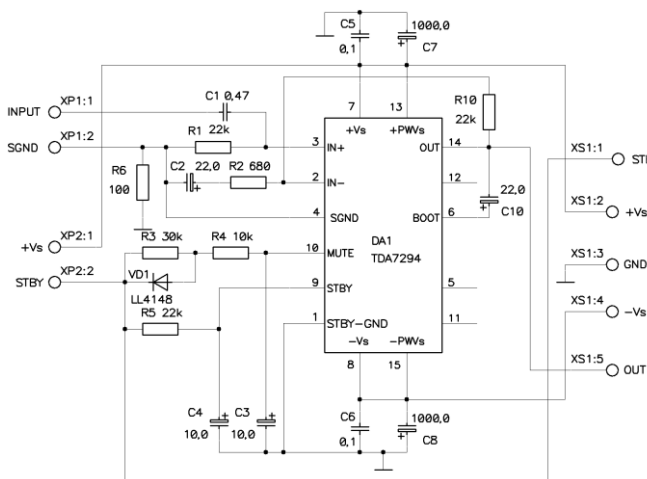 C5
0,1
1000,0
C7
INPUT
XP1:1
C1 0,47
7
13
R10
22k
SGND
XP1:2
R1 22k
3
IN+
+Vs
+PWVs
OUT
14
XS1:1
R6
100
C2 22,0
R2 680
2
IN-
12
22,0
C10
XS1:2
+Vs
4
SGND
BOOT
6
+Vs
XP2:1
R3 30k
R4 10k
10
MUTE
DA1
TDA7294
XS1:3
GND
STBY
XP2:2
VD1
LL4148
9
STBY
5
R5 22k
1
STBY-GND
11
XS1:4
-Vs
-Vs
-PWVs
8
15
XS1:5
OUT
C4
10,0
C3
10,0
C6
0,1
1000,0
C8